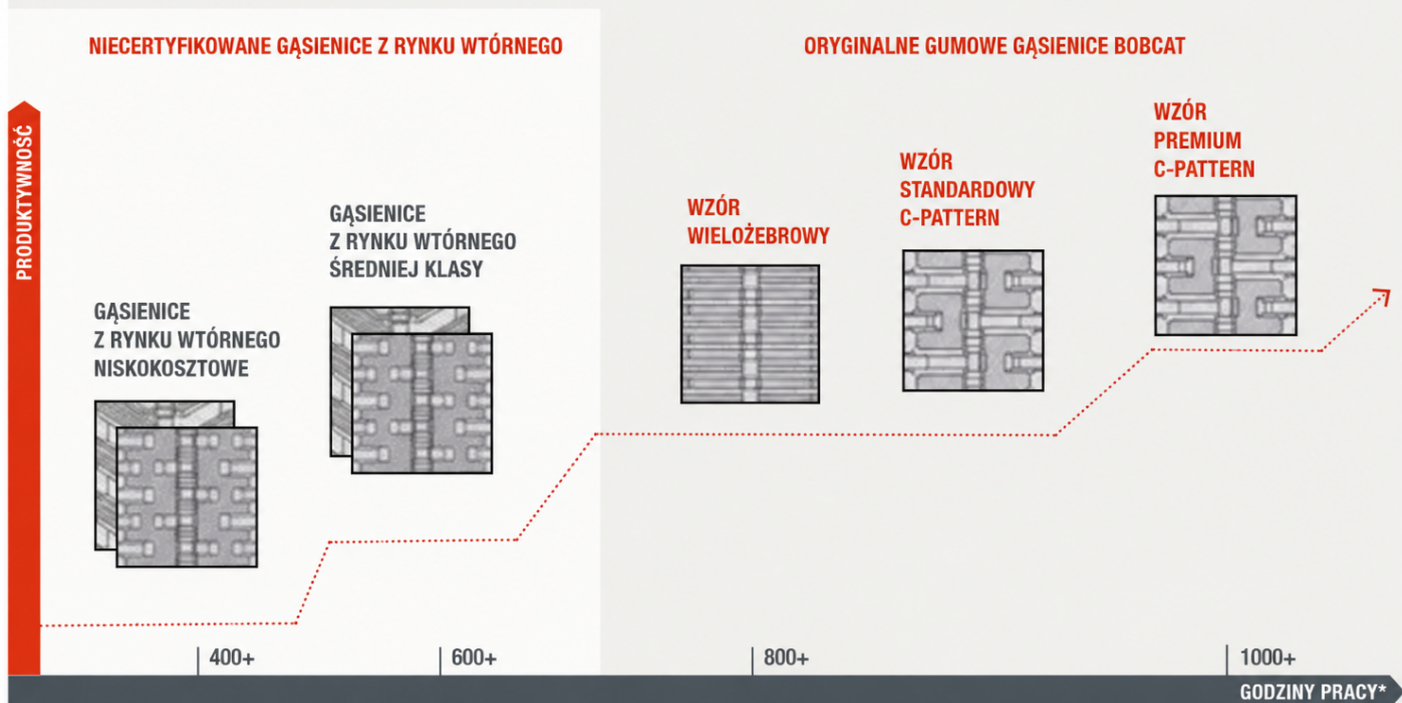 NIECERTYFIKOWANE GĄSIENICE Z RYNKU WTÓRNEGO
ORYGINALNE GUMOWE GĄSIENICE BOBCAT
PRODUKTYWNOŚĆ
GĄSIENICE
Z RYNKU WTÓRNEGO
NISKOKOSZTOWE
GĄSIENICE
Z RYNKU WTÓRNEGO
ŚREDNIEJ KLASY
WZÓR
WIELOŻEBROWY
WZÓR
STANDARDOWY
C-PATTERN
WZÓR
PREMIUM
C-PATTERN
400+
600+
800+
1000+
GODZINY PRACY*